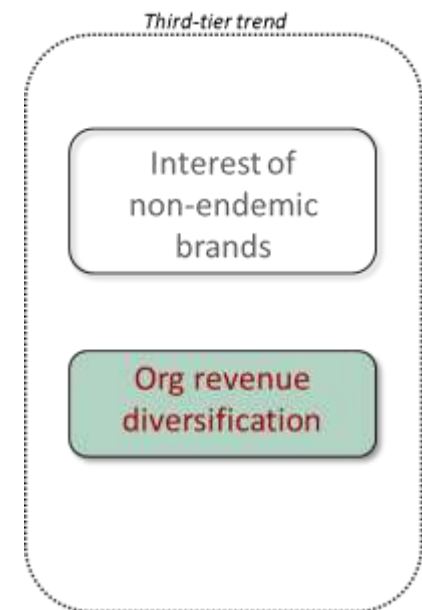 Third-tier trend
Interest of
non-endemic
brands
Org revenue
diversification